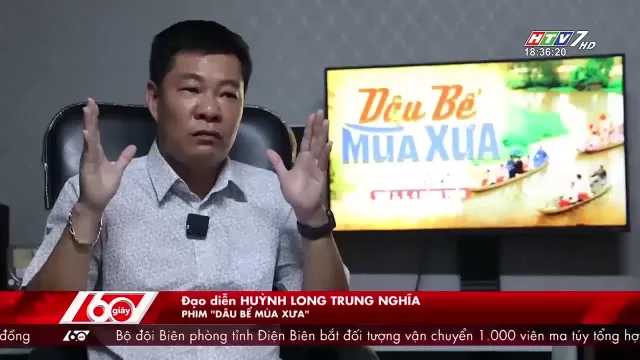 HTV7 HD
18:36:20
Dâu Bể
MÙA XƯA
60 giây
Đạo diễn HUỲNH LONG TRUNG NGHĨA
PHIM "DÂU BỂ MÙA XƯA"
đồng 60 Bộ đội Biên phòng tỉnh Điện Biên bắt đối tượng vận chuyển 1.000 viên ma túy tổng hợ